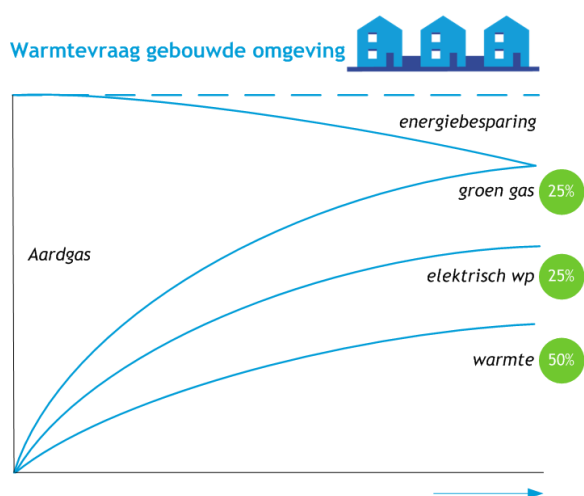 Warmtevraag gebouwde omgeving
energiebesparing
groen gas 25%
Aardgas
elektrisch wp 25%
warmte 50%